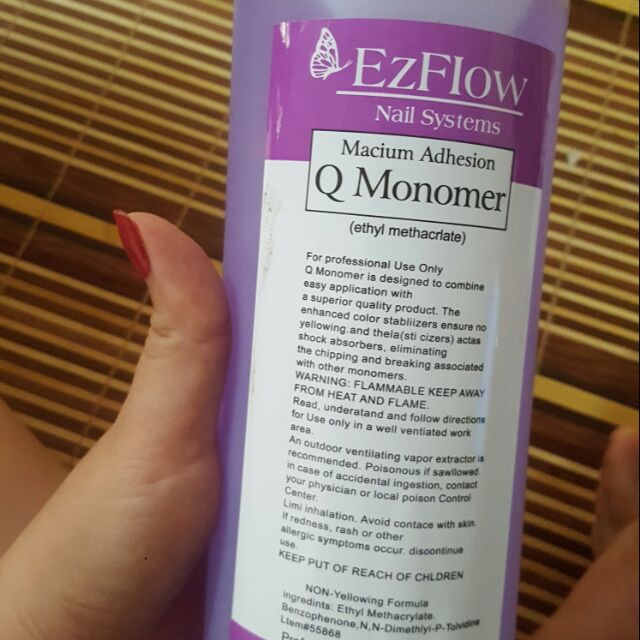 EzFlow
Nail Systems
Macium Adhesion
Q Monomer
(ethyl methacrlate)
For professional Use Only
Q Monomer is designed to combine
easy application with
a superior quality product. The
enhanced color stabliizers ensure no
yellowing.and thela(sti cizers) actas
shock absorbers, eliminating
the chipping and breaking associated
with other monomers.
WARNING: FLAMMABLE KEEP AWAY
FROM HEAT AND FLAME.
Read, underatand and follow directions
for Use only in a well ventiated work
area.
An outdoor ventilating vapor extractor is
recommended. Poisonous if sawllowed.
in case of accidental ingestion, contact
your physician or local poison Control
Center.
Limi inhalation. Avoid contace with skin.
If redness, rash or other
allergic symptoms occur. disoontinue
use.
KEEP PUT OF REACH OF CHLDREN
NON-Yellowing Formula
ingredints: Ethyl Methacrylate.
Benzophenone,N,N-Dimethlyi-P-Tolvidine
Ltem#55868